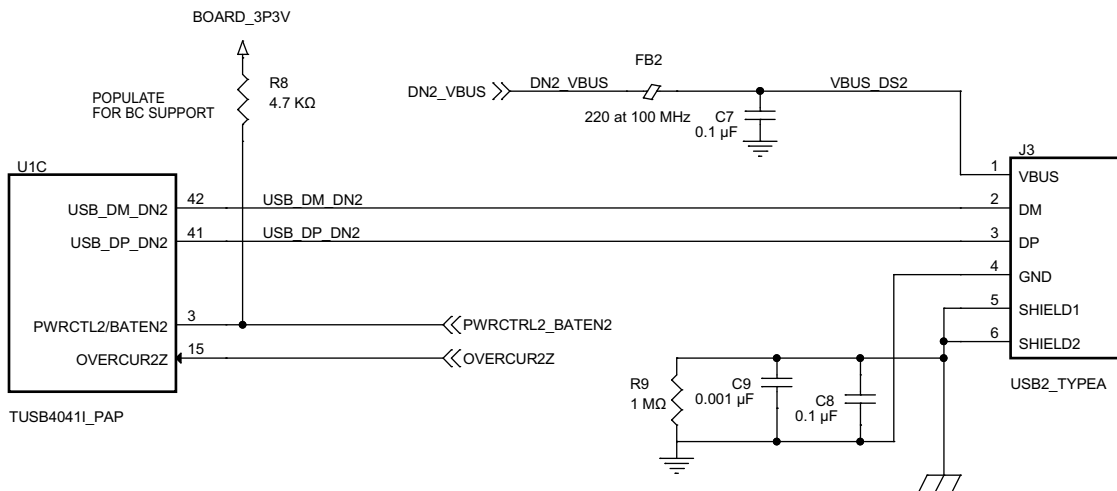 BOARD_3P3V
FB2
R8
4.7 KΩ
POPULATE
FOR BC SUPPORT
DN2_VBUS
DN2_VBUS
VBUS_DS2
220 at 100 MHz
C7
0.1 µF
U1C
J3
1
VBUS
USB_DM_DN2
42
USB_DM_DN2
2
DM
USB_DP_DN2
41
USB_DP_DN2
3
DP
4
GND
PWRCTL2/BATEN2
3
PWRCTRL2_BATEN2
5
SHIELD1
OVERCUR2Z
15
OVERCUR2Z
6
SHIELD2
R9
1 MΩ
C9
0.001 µF
C8
0.1 µF
USB2_TYPEA
TUSB4041I_PAP